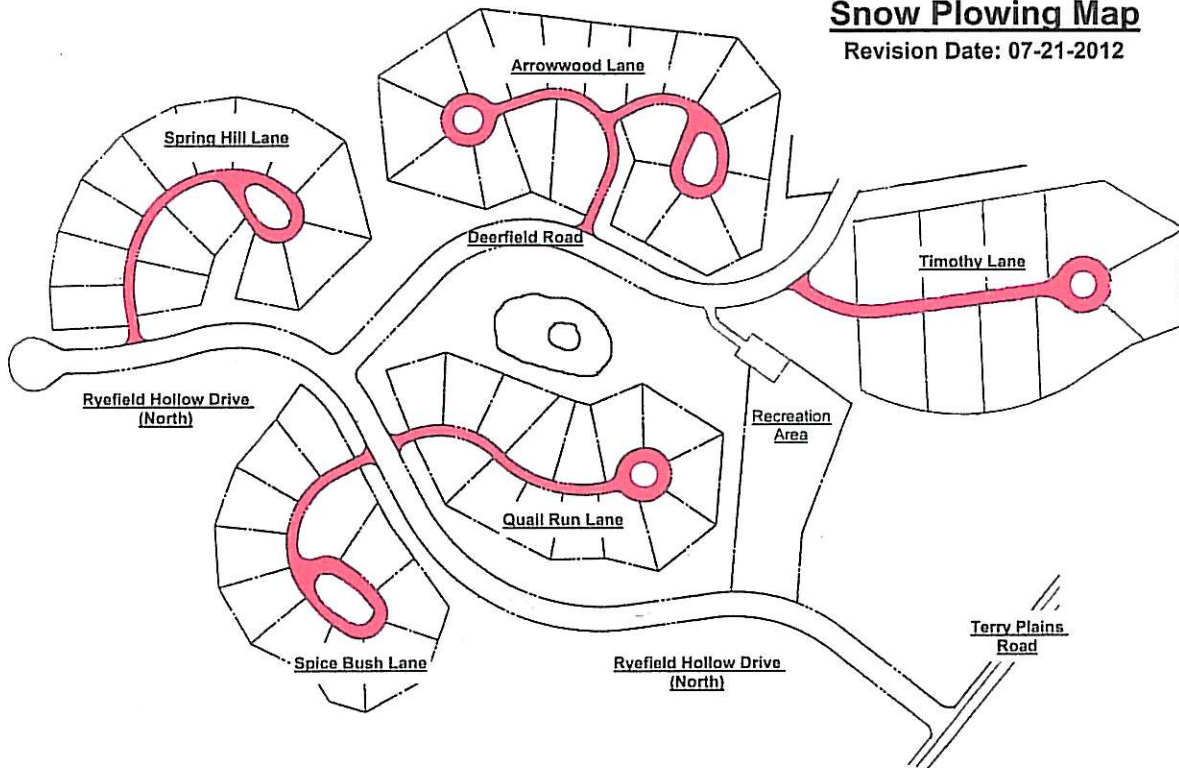 Snow Plowing Map
Revision Date: 07-21-2012
Arrowwood Lane
Spring Hill Lane
Deerfield Road
Timothy Lane
Ryefield Hollow Drive
(North)
Recreation
Area
Quail Run Lane
Spice Bush Lane
Ryefield Hollow Drive
(North)
Terry Plains
Road